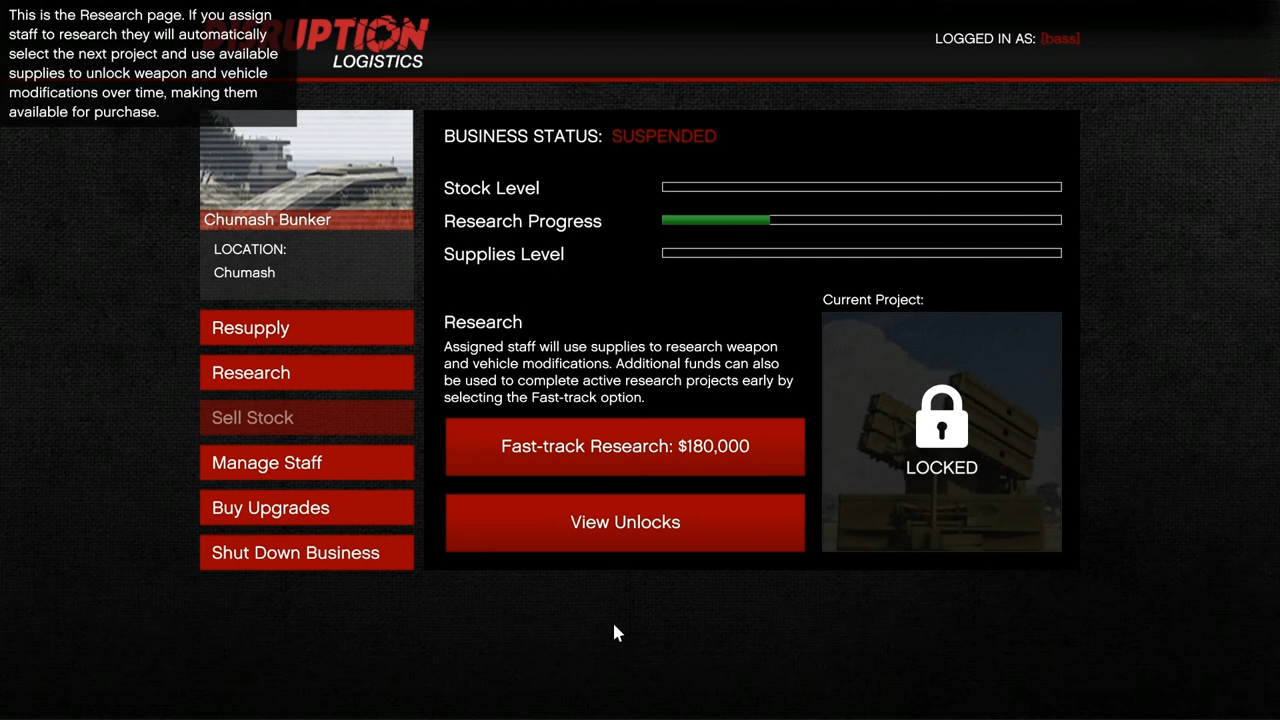 This is the Research page. If you assign
staff to research they will automatically
select the next project and use available
supplies to unlock weapon and vehicle
modifications over time, making them
available for purchase.
DISRUPTION
LOGISTICS
LOGGED IN AS: [bass]
Chumash Bunker
LOCATION:
Chumash
Resupply
Research
Sell Stock
Manage Staff
Buy Upgrades
Shut Down Business
BUSINESS STATUS: SUSPENDED
Stock Level
Research Progress
Supplies Level
Research
Assigned staff will use supplies to research weapon
and vehicle modifications. Additional funds can also
be used to complete active research projects early by
selecting the Fast-track option.
Fast-track Research: $180,000
View Unlocks
Current Project:
LOCKED